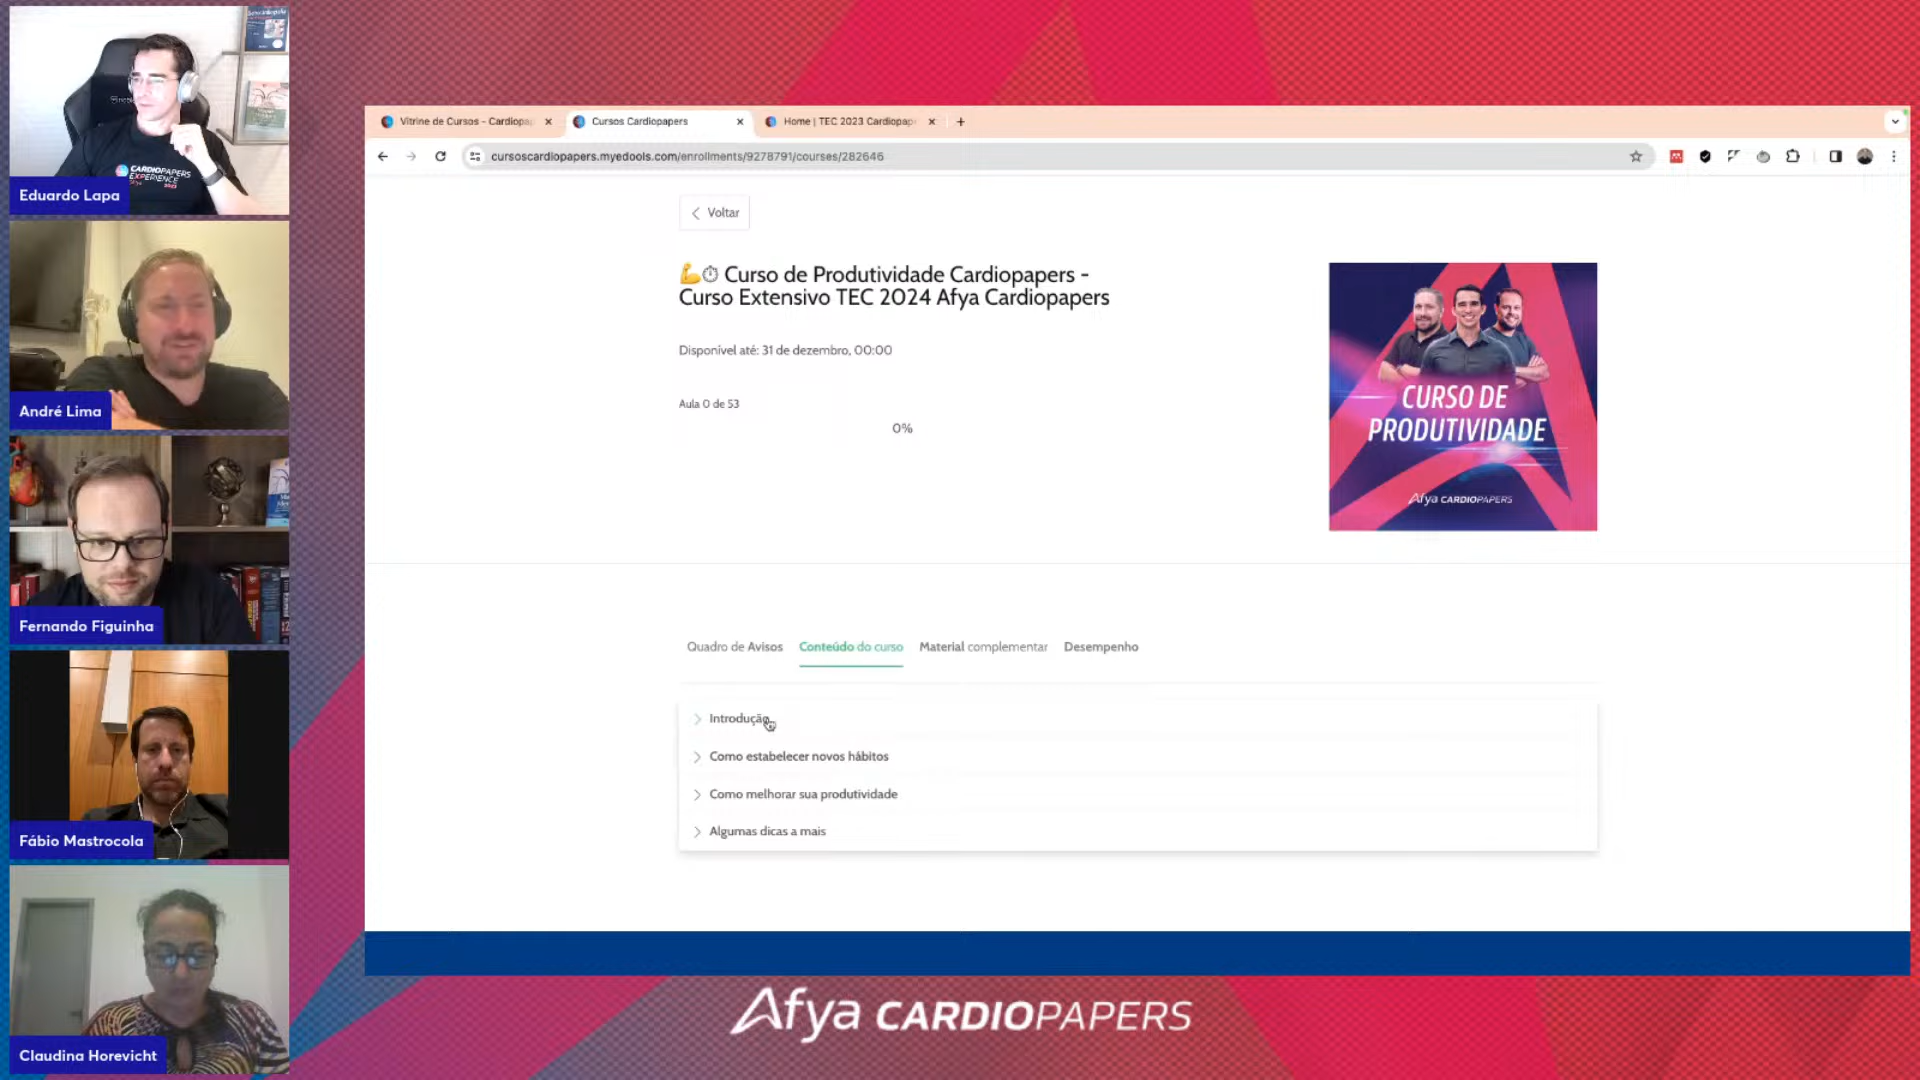 CARDIOPAPERS
EXPERIENCE
Eduardo Lapa
André Lima
Fernando Figuinha
Fábio Mastrocola
Claudina Horevicht
Vitrine de Cursos - Cardiopap
Cursos Cardiopapers
Home | TEC 2023 Cardiopape
cursoscardiopapers.myedools.com/enrollments/9278791/courses/282646
Voltar
💪⏱ Curso de Produtividade Cardiopapers -
Curso Extensivo TEC 2024 Afya Cardiopapers
Disponível até: 31 de dezembro, 00:00
Aula 0 de 53
0%
CURSO DE
PRODUTIVIDADE
Afya CARDIOPAPERS
Quadro de Avisos Conteúdo do curso Material complementar Desempenho
Introdução
Como estabelecer novos hábitos
Como melhorar sua produtividade
Algumas dicas a mais
Afya CARDIOPAPERS